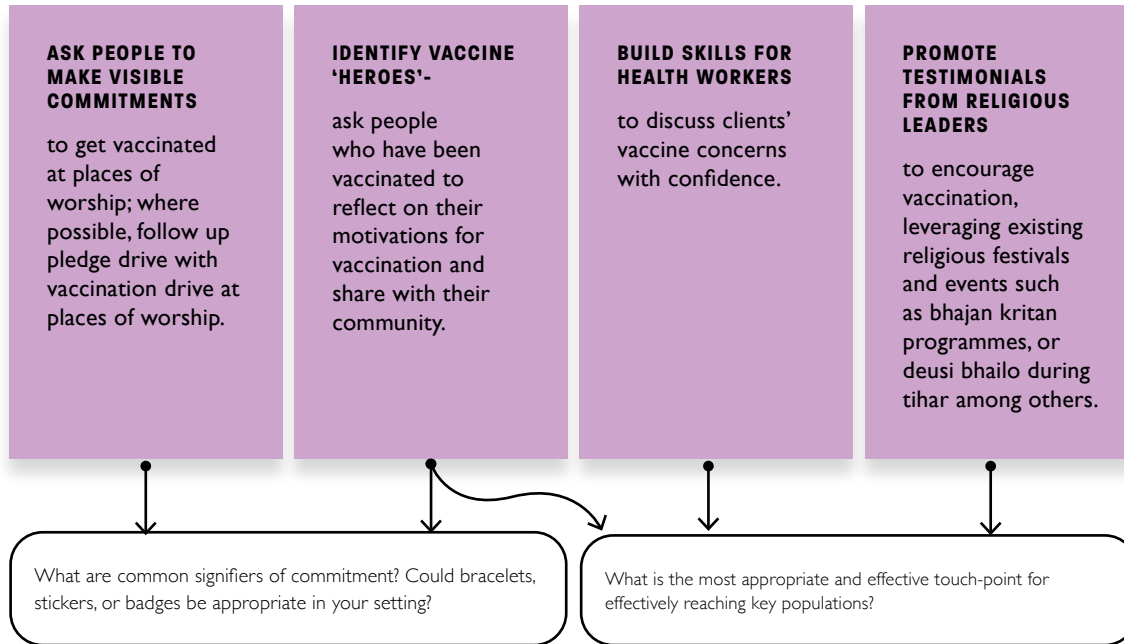 ASK PEOPLE TO
MAKE VISIBLE
COMMITMENTS
to get vaccinated
at places of
worship; where
possible, follow up
pledge drive with
vaccination drive at
places of worship.
IDENTIFY VACCINE
‘HEROES’-
ask people
who have been
vaccinated to
reflect on their
motivations for
vaccination and
share with their
community.
BUILD SKILLS FOR
HEALTH WORKERS
to discuss clients’
vaccine concerns
with confidence.
PROMOTE
TESTIMONIALS
FROM RELIGIOUS
LEADERS
to encourage
vaccination,
leveraging existing
religious festivals
and events such
as bhajan kritan
programmes, or
deusi bhailo during
tihar among others.
What are common signifiers of commitment? Could bracelets,
stickers, or badges be appropriate in your setting?
What is the most appropriate and effective touch-point for
effectively reaching key populations?